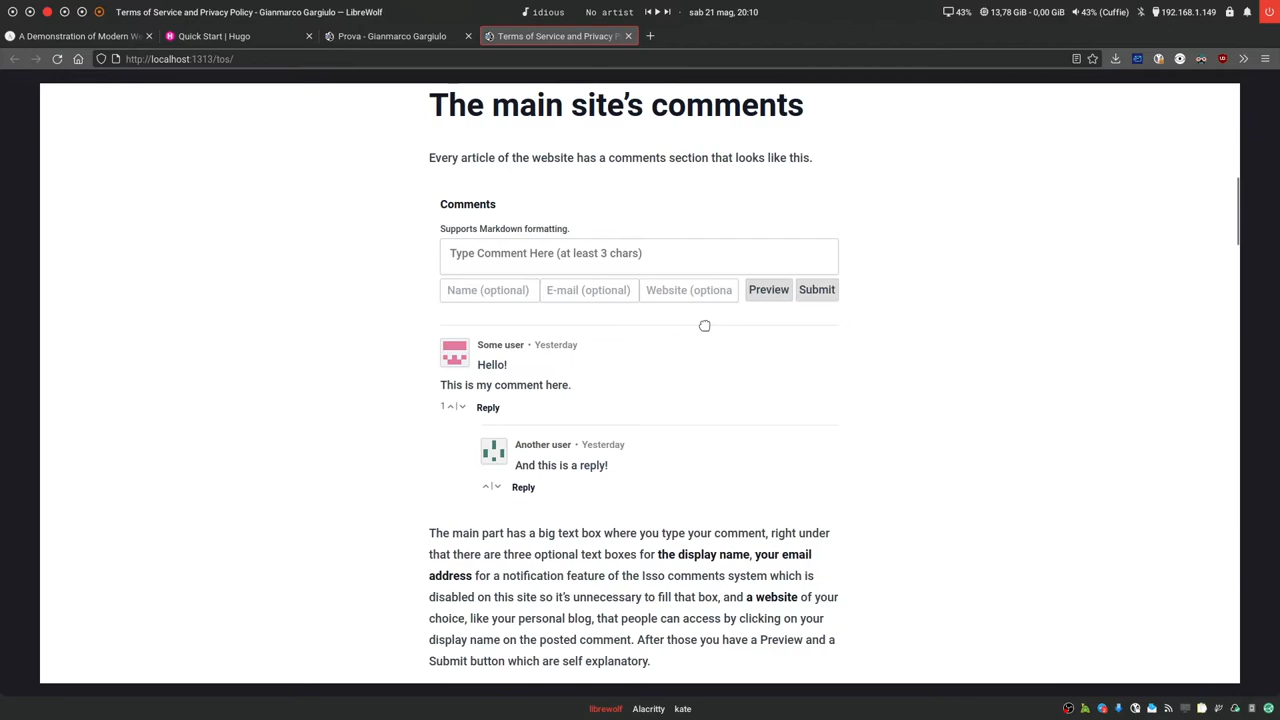 Terms of Service and Privacy Policy - Gianmarco Gargiulo — LibreWolf
idious No artist
sab 21 mag, 20:10
43% 13,78 GiB - 0,00 GiB 43% (Cuffie) 192.168.1.149
A Demonstration of Modern We
Quick Start | Hugo
Prova - Gianmarco Gargiulo
Terms of Service and Privacy P
http://localhost:1313/tos/
The main site’s comments
Every article of the website has a comments section that looks like this.
Comments
Supports Markdown formatting.
Type Comment Here (at least 3 chars)
Name (optional) E-mail (optional) Website (optiona Preview Submit
Some user • Yesterday
Hello!
This is my comment here.
1 Reply
Another user • Yesterday
And this is a reply!
Reply
The main part has a big text box where you type your comment, right under
that there are three optional text boxes for the display name, your email
address for a notification feature of the Isso comments system which is
disabled on this site so it’s unnecessary to fill that box, and a website of your
choice, like your personal blog, that people can access by clicking on your
display name on the posted comment. After those you have a Preview and a
Submit button which are self explanatory.
librewolf Alacritty kate